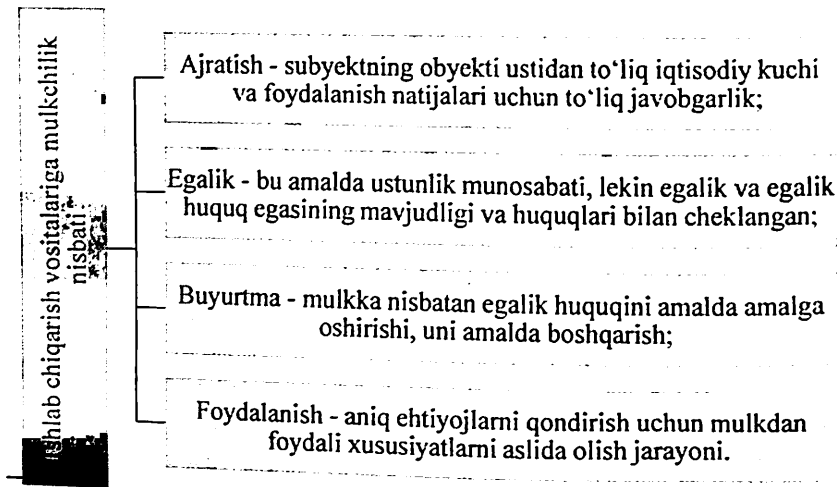 Ishlab chiqarish vositalariga mulkchilik
nisbati
Ajratish - subyektning obyekti ustidan to‘liq iqtisodiy kuchi
va foydalanish natijalari uchun to‘liq javobgarlik;
Egalik - bu amalda ustunlik munosabati, lekin egalik va egalik
huquq egasining mavjudligi va huquqlari bilan cheklangan;
Buyurtma - mulkka nisbatan egalik huquqini amalda amalga
oshirishi, uni amalda boshqarish;
Foydalanish - aniq ehtiyojlarni qondirish uchun mulkdan
foydali xususiyatlarni aslida olish jarayoni.